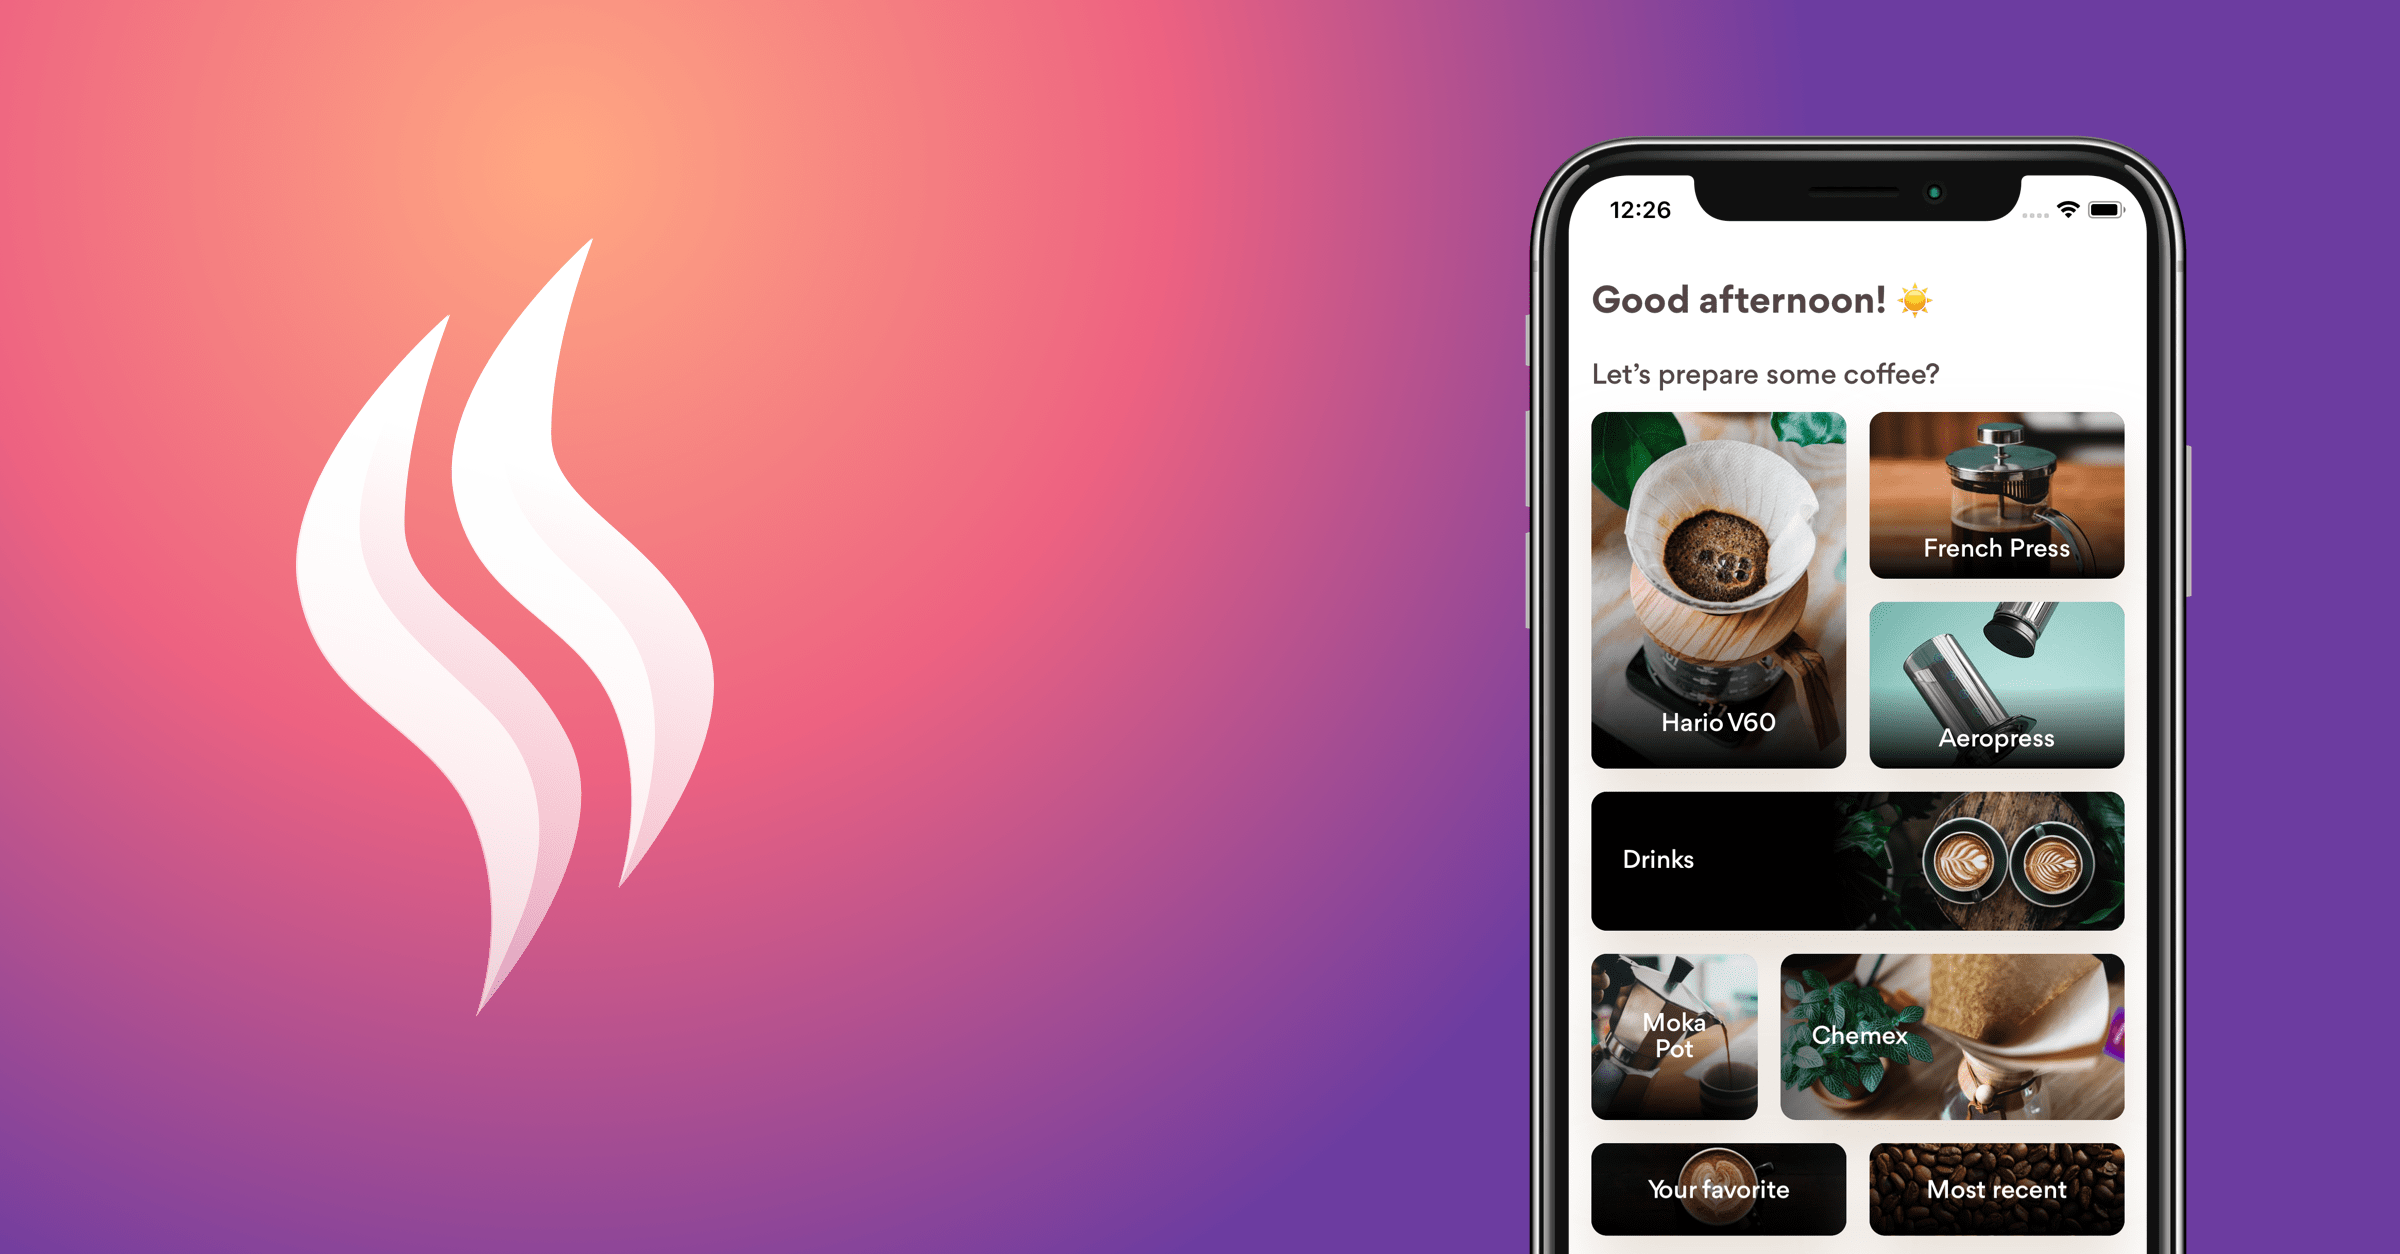 12:26
Good afternoon! ☀️
Let's prepare some coffee?
Hario V60
French Press
Aeropress
Drinks
Moka
Pot
Chemex
Your favorite
Most recent